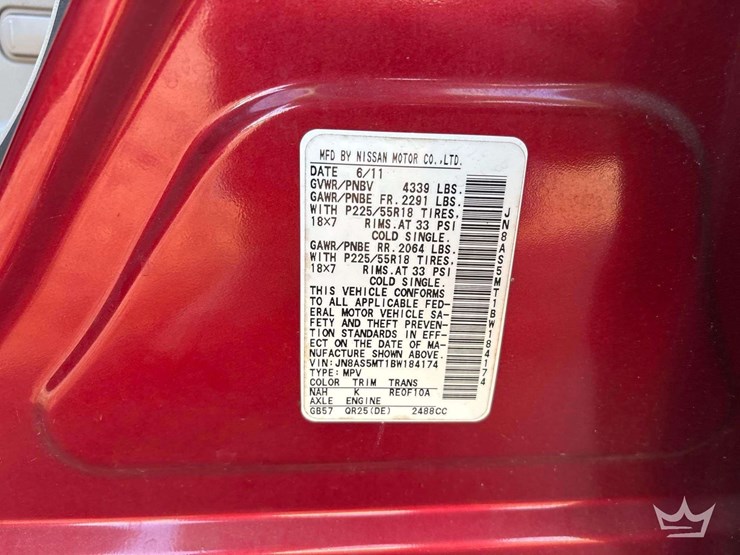 MFD BY NISSAN MOTOR CO.,LTD.
DATE 6/11
GVWR/PNBV 4339 LBS.
GAWR/PNBE FR. 2291 LBS.
WITH P225/55R18 TIRES,
18X7 RIMS.AT 33 PSI
COLD SINGLE.
GAWR/PNBE RR. 2064 LBS.
WITH P225/55R18 TIRES,
18X7 RIMS.AT 33 PSI
COLD SINGLE.
THIS VEHICLE CONFORMS
TO ALL APPLICABLE FED-
ERAL MOTOR VEHICLE SA-
FETY AND THEFT PREVEN-
TION STANDARDS IN EFF-
ECT ON THE DATE OF MA-
NUFACTURE SHOWN ABOVE.
VIN:JN8AS5MT1BW184174
TYPE:MPV
COLOR TRIM TRANS
NAH K RE0F10A
AXLE ENGINE
GB57 QR25(DE) 2488CC
JN8AS5MT1BW184174